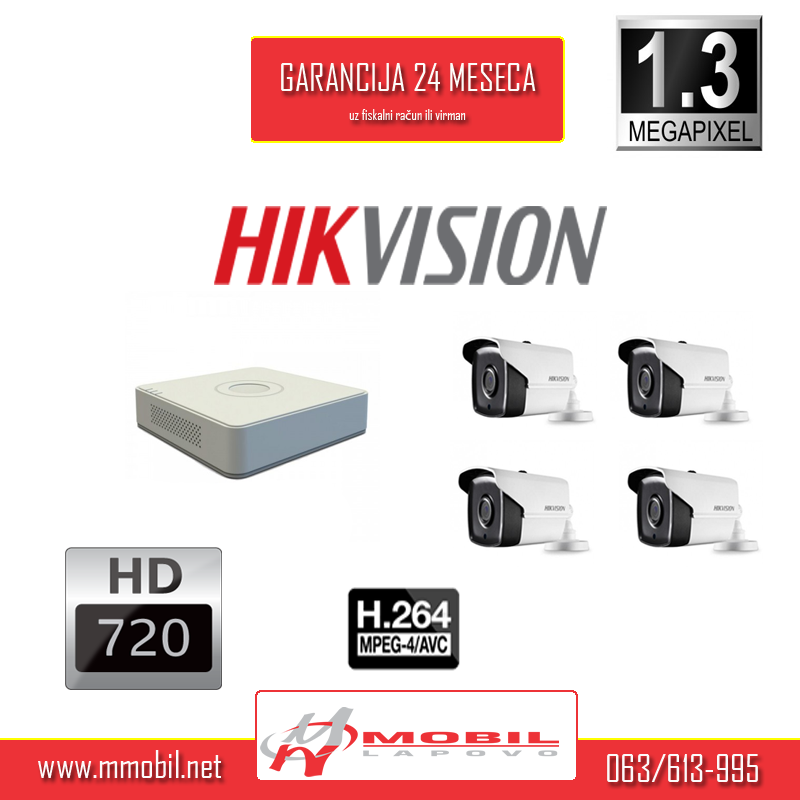 GARANCIJA 24 MESECA
uz fiskalni račun ili virman
1.3
MEGAPIXEL
HIKVISION
HIKVISION
HIKVISION
HIKVISION
HIKVISION
HD
720
H.264
MPEG-4/AVC
MOBIL
LAPOVO
www.mmobil.net
063/613-995